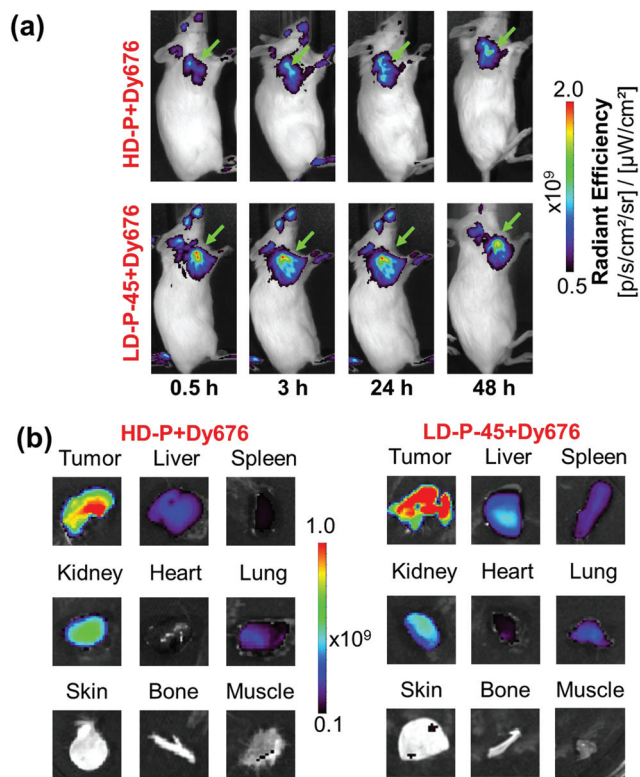 (a)
HD-P+Dy676
LD-P-45+Dy676
0.5 h 3 h 24 h 48 h
2.0
x10⁹
0.5
Radiant Efficiency
[p/s/cm²/sr] / [µW/cm²]
(b)
HD-P+Dy676
Tumor Liver Spleen
Kidney Heart Lung
Skin Bone Muscle
1.0
x10⁹
0.1
LD-P-45+Dy676
Tumor Liver Spleen
Kidney Heart Lung
Skin Bone Muscle